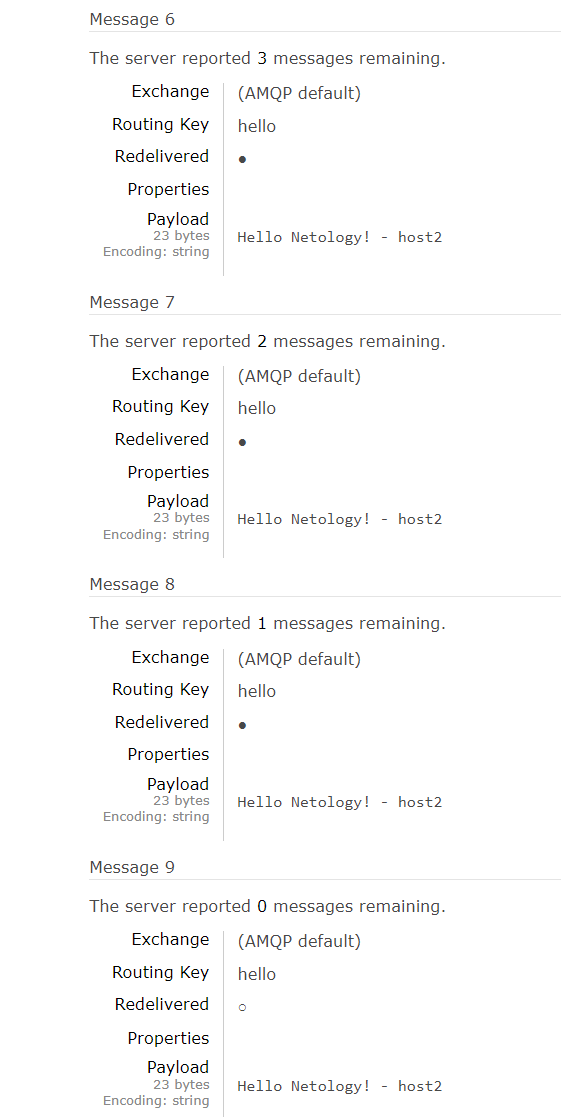 Message 6
The server reported 3 messages remaining.
Exchange (AMQP default)
Routing Key hello
Redelivered ●
Properties
Payload
23 bytes
Hello Netology! - host2
Encoding: string
Message 7
The server reported 2 messages remaining.
Exchange (AMQP default)
Routing Key hello
Redelivered ●
Properties
Payload
23 bytes
Hello Netology! - host2
Encoding: string
Message 8
The server reported 1 messages remaining.
Exchange (AMQP default)
Routing Key hello
Redelivered ●
Properties
Payload
23 bytes
Hello Netology! - host2
Encoding: string
Message 9
The server reported 0 messages remaining.
Exchange (AMQP default)
Routing Key hello
Redelivered ○
Properties
Payload
23 bytes
Hello Netology! - host2
Encoding: string